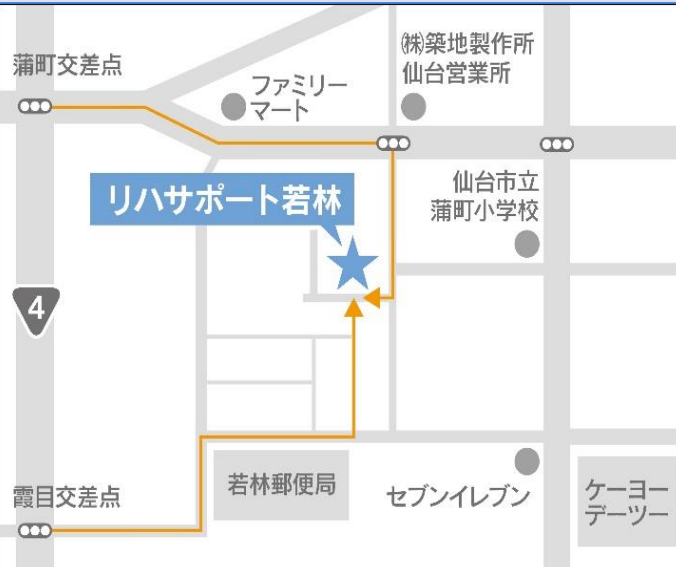 蒲町交差点
ファミリー
マート
㈱築地製作所
仙台営業所
リハサポート若林
仙台市立
蒲町小学校
4
霞目交差点
若林郵便局
セブンイレブン
ケーヨー
デーツー